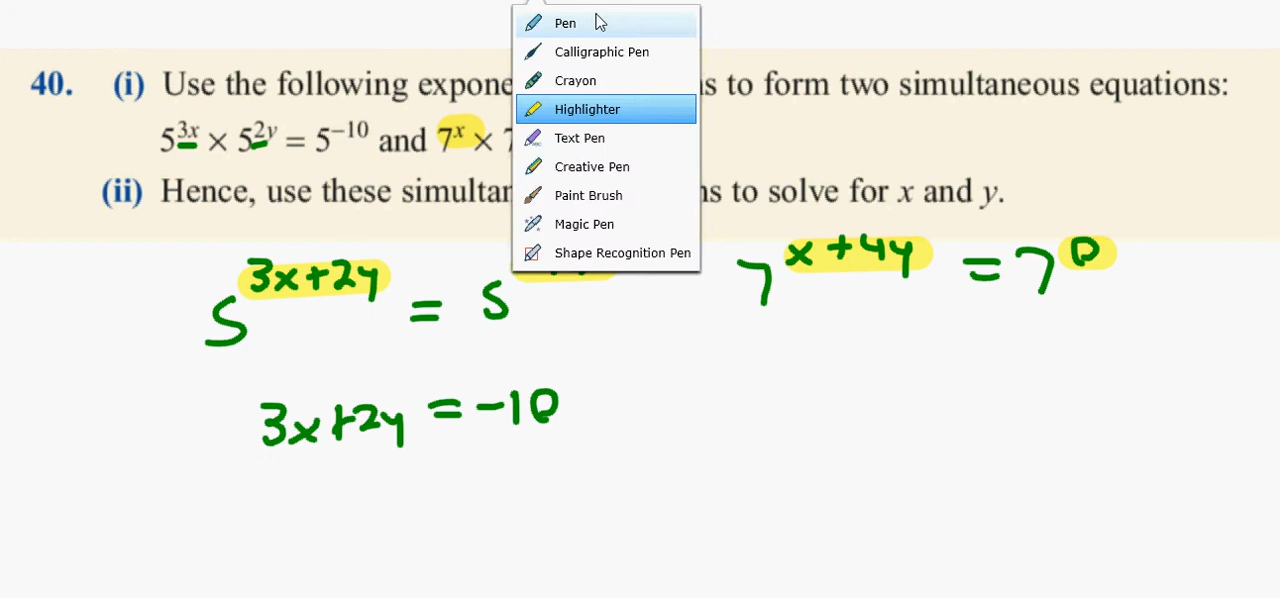 Pen
Calligraphic Pen
Crayon
Highlighter
Text Pen
Creative Pen
Paint Brush
Magic Pen
Shape Recognition Pen
40. (i) Use the following s to form two simultaneous equations:
5^{3x} × 5^{2y} = 5^{−10} and 7^x × 7
(ii) Hence, use these s to solve for x and y.
5^{3x+2y} = 5
7^{x+4y} = 7^0
3x+2y = -10